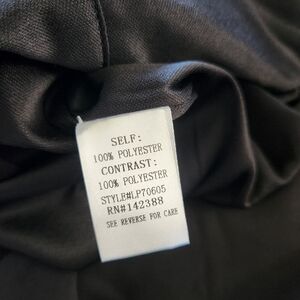 SELF:
100% POLYESTER
CONTRAST:
100% POLYESTER
STYLE#LP70605
RN#142388
SEE REVERSE FOR CARE